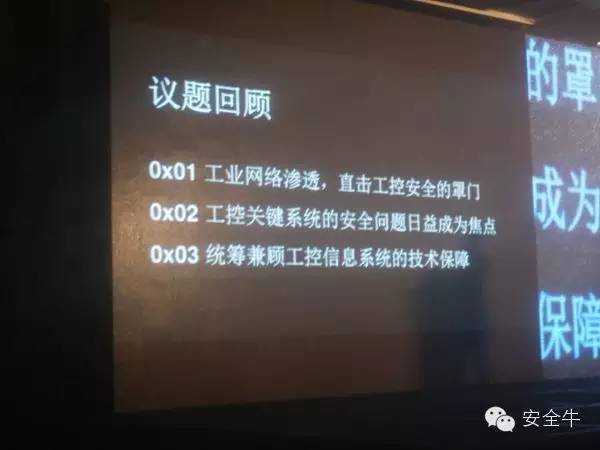 议题回顾
0x01 工业网络渗透，直击工控安全的罩门
0x02 工控关键系统的安全问题日益成为焦点
0x03 统筹兼顾工控信息系统的技术保障
的罩
成为
保障
安全牛